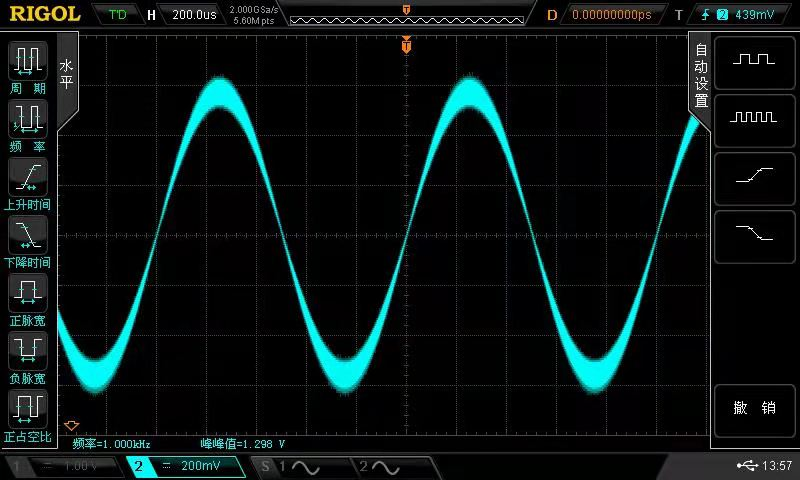 RIGOL T'D H 200.0us 2.000GSa/s D 0.00000000ps T 2 439mV
5.60M pts
T
T
水平
自动设置
周 期
频 率
上升时间
下降时间
正脉宽
负脉宽
正占空比
撤 销
频率=1.000kHz 峰峰值=1.298 V
1 = 1.00 V 2 = 200mV S 1 2 13:57